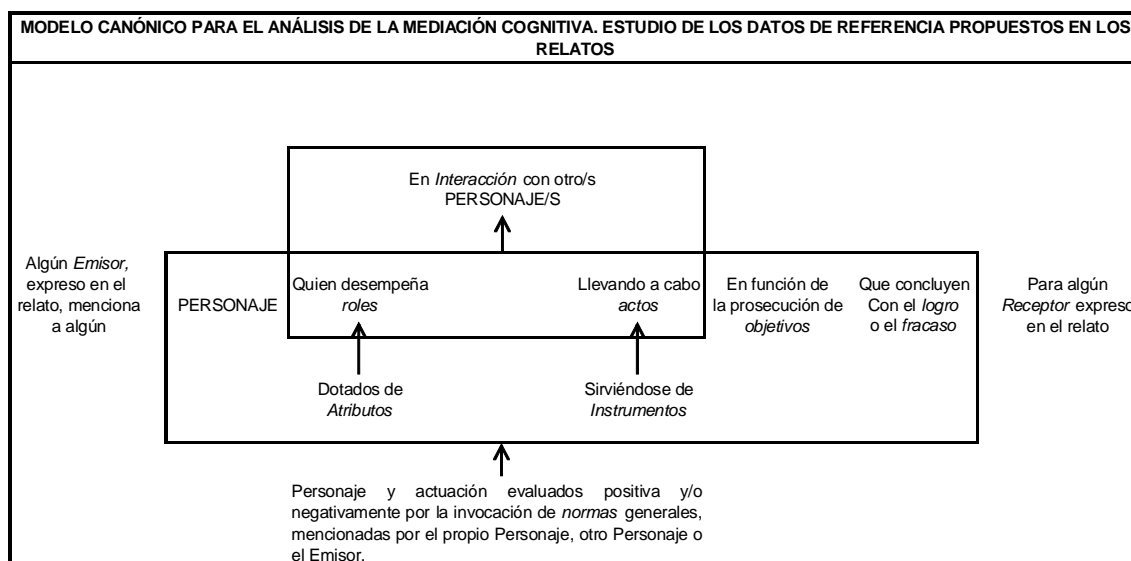 MODELO CANÓNICO PARA EL ANÁLISIS DE LA MEDIACIÓN COGNITIVA. ESTUDIO DE LOS DATOS DE REFERENCIA PROPUESTOS EN LOS
RELATOS
En Interacción con otro/s
PERSONAJE/S
Algún Emisor,
expreso en el
relato, menciona
a algún
PERSONAJE
Quien desempeña
roles
Llevando a cabo
actos
En función de
la prosecución de
objetivos
Que concluyen
Con el logro
o el fracaso
Para algún
Receptor expreso
en el relato
Dotados de
Atributos
Sirviéndose de
Instrumentos
Personaje y actuación evaluados positiva y/o
negativamente por la invocación de normas generales,
mencionadas por el propio Personaje, otro Personaje o
el Emisor.